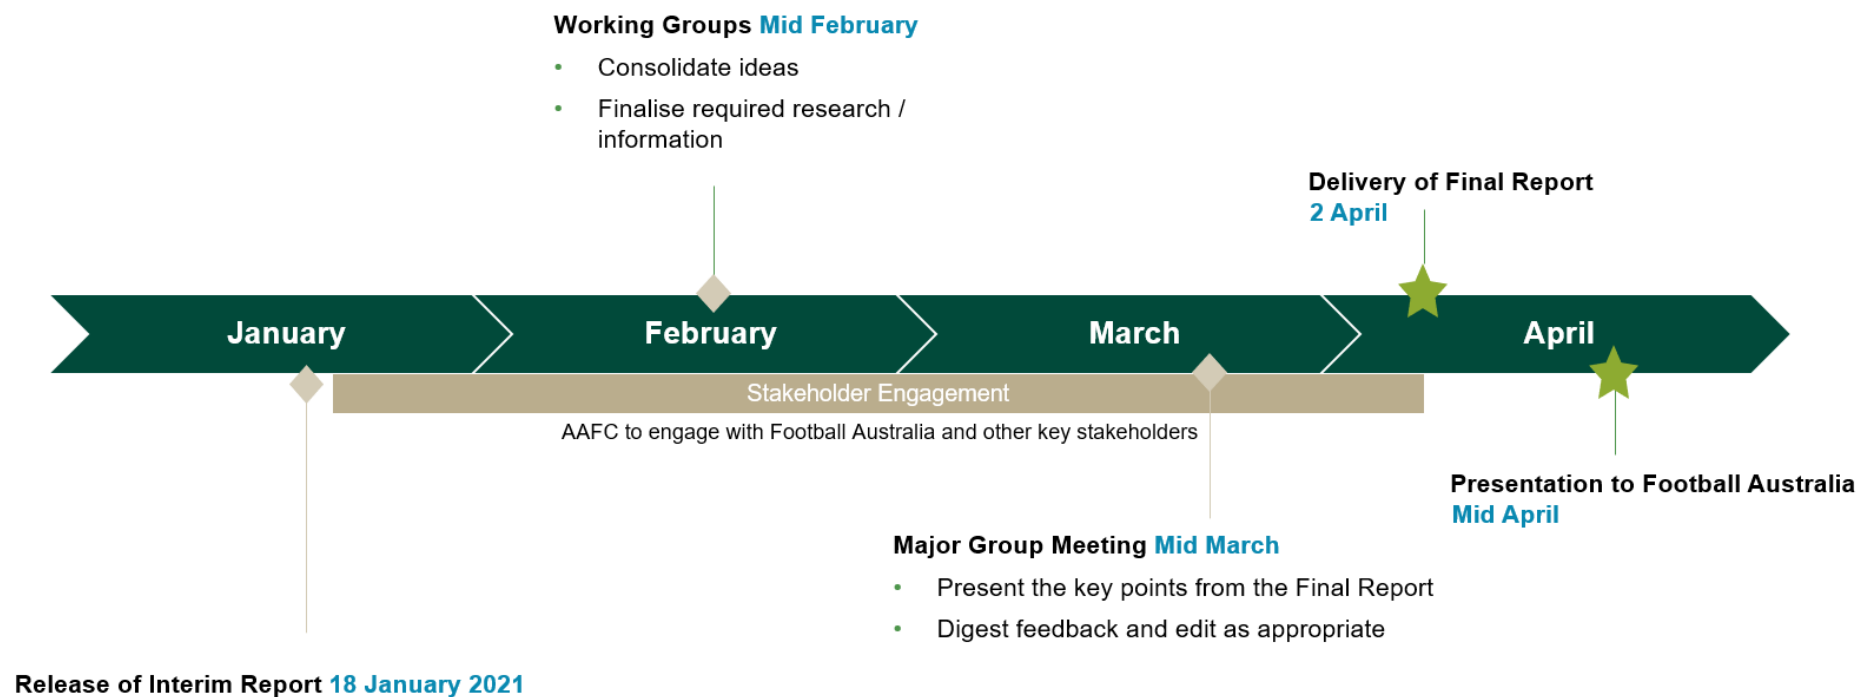 Working Groups Mid February
• Consolidate ideas
• Finalise required research /
information
Delivery of Final Report
2 April
January
February
March
April
Stakeholder Engagement
AAFC to engage with Football Australia and other key stakeholders
Presentation to Football Australia
Mid April
Major Group Meeting Mid March
• Present the key points from the Final Report
• Digest feedback and edit as appropriate
Release of Interim Report 18 January 2021